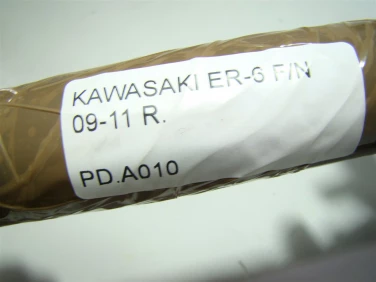 KAWASAKI ER-6 F/N
09-11 R.
PD.A010